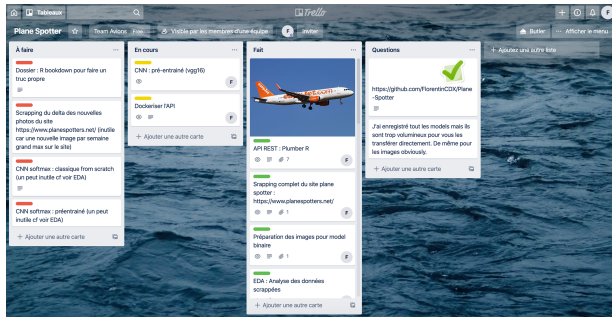 Tableaux
Trello
F
Plane Spotter
Team Avions
Free
Visible par les membres d'une équipe
F
Inviter
Butler
Afficher le menu
À faire
Dossier : R bookdown pour faire un
truc propre
Scrapping du delta des nouvelles
photos du site
https://www.planespotters.net/ (inutile
car une nouvelle image par semaine
grand max sur le site)
CNN softmax : classique from scratch
(un peut inutile cf voir EDA)
CNN softmax : préentrainé (un peut
inutile cf voir EDA)
+ Ajouter une autre carte
En cours
CNN : pré-entrainé (vgg16)
F
Dockeriser l'API
F
+ Ajouter une autre carte
Fait
easyJet.com
API REST : Plumber R
7
F
Srapping complet du site plane
spotter :
https://www.planespotters.net/
1
F
Préparation des images pour model
binaire
1
F
EDA : Analyse des données
scrappées
+ Ajouter une autre carte
Questions
https://github.com/FlorentinCDX/Plane
-Spotter
J'ai enregistré tout les models mais ils
sont trop volumineux pour vous les
transférer directement. De même pour
les images obviously.
+ Ajouter une autre carte
+ Ajoutez une autre liste